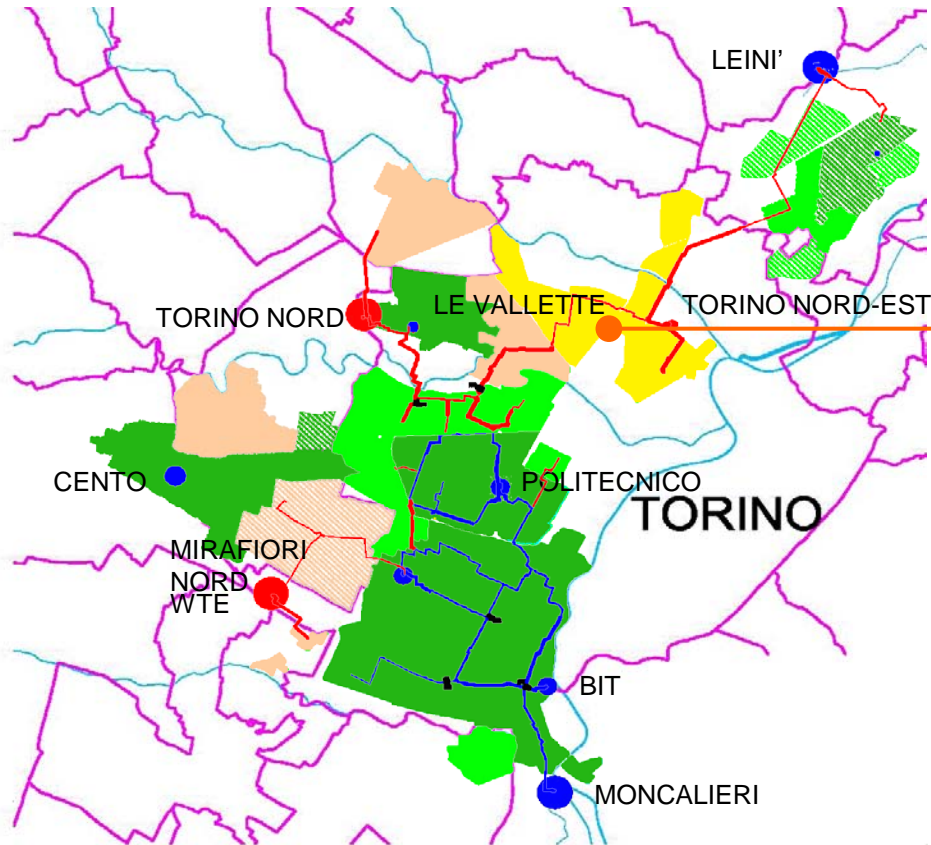 LEINI’
TORINO NORD
LE VALLETTE
TORINO NORD-EST
CENTO
POLITECNICO
TORINO
MIRAFIORI
NORD
WTE
BIT
MONCALIERI